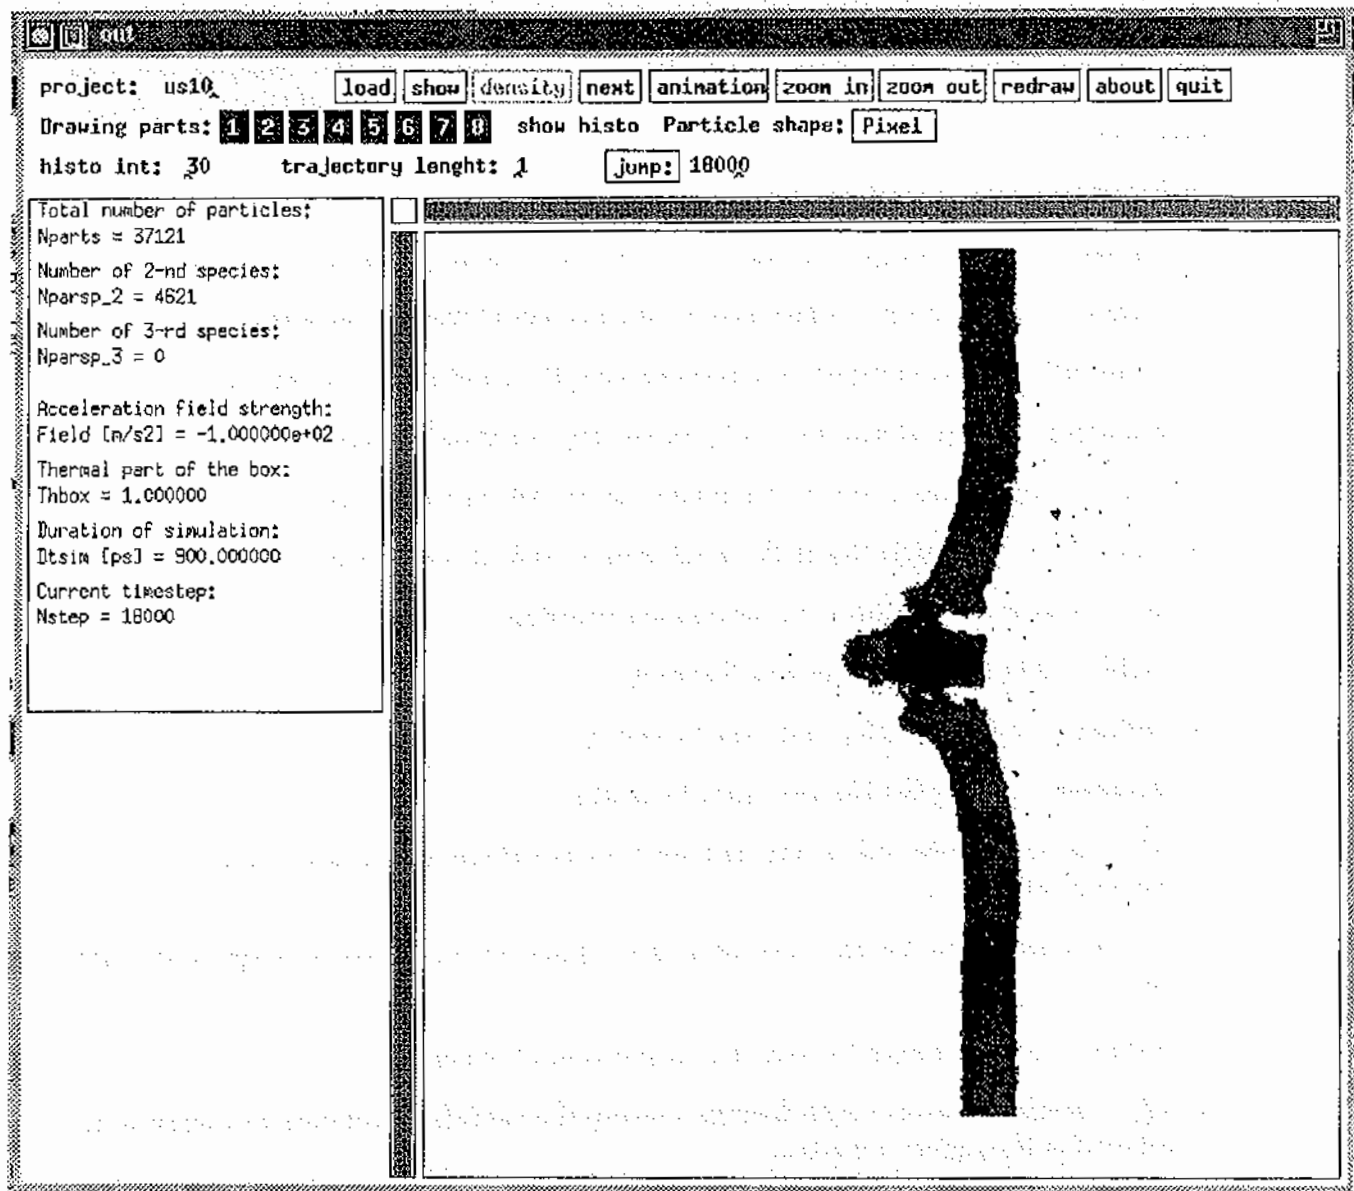 out
project: us10
load show density next animation zoom in zoom out redraw about quit
Drawing parts: 1 2 3 4 5 6 7 8 show histo Particle shape: Pixel
histo int: 30 trajectory lenght: 1 jump: 18000
Total number of particles:
Nparts = 37121
Number of 2-nd species:
Nparsp_2 = 4621
Number of 3-rd species:
Nparsp_3 = 0
Acceleration field strength:
Field [m/s2] = -1.000000e+02
Thermal part of the box:
Thbox = 1.000000
Duration of simulation:
Dtsim [ps] = 900.000000
Current timestep:
Nstep = 18000